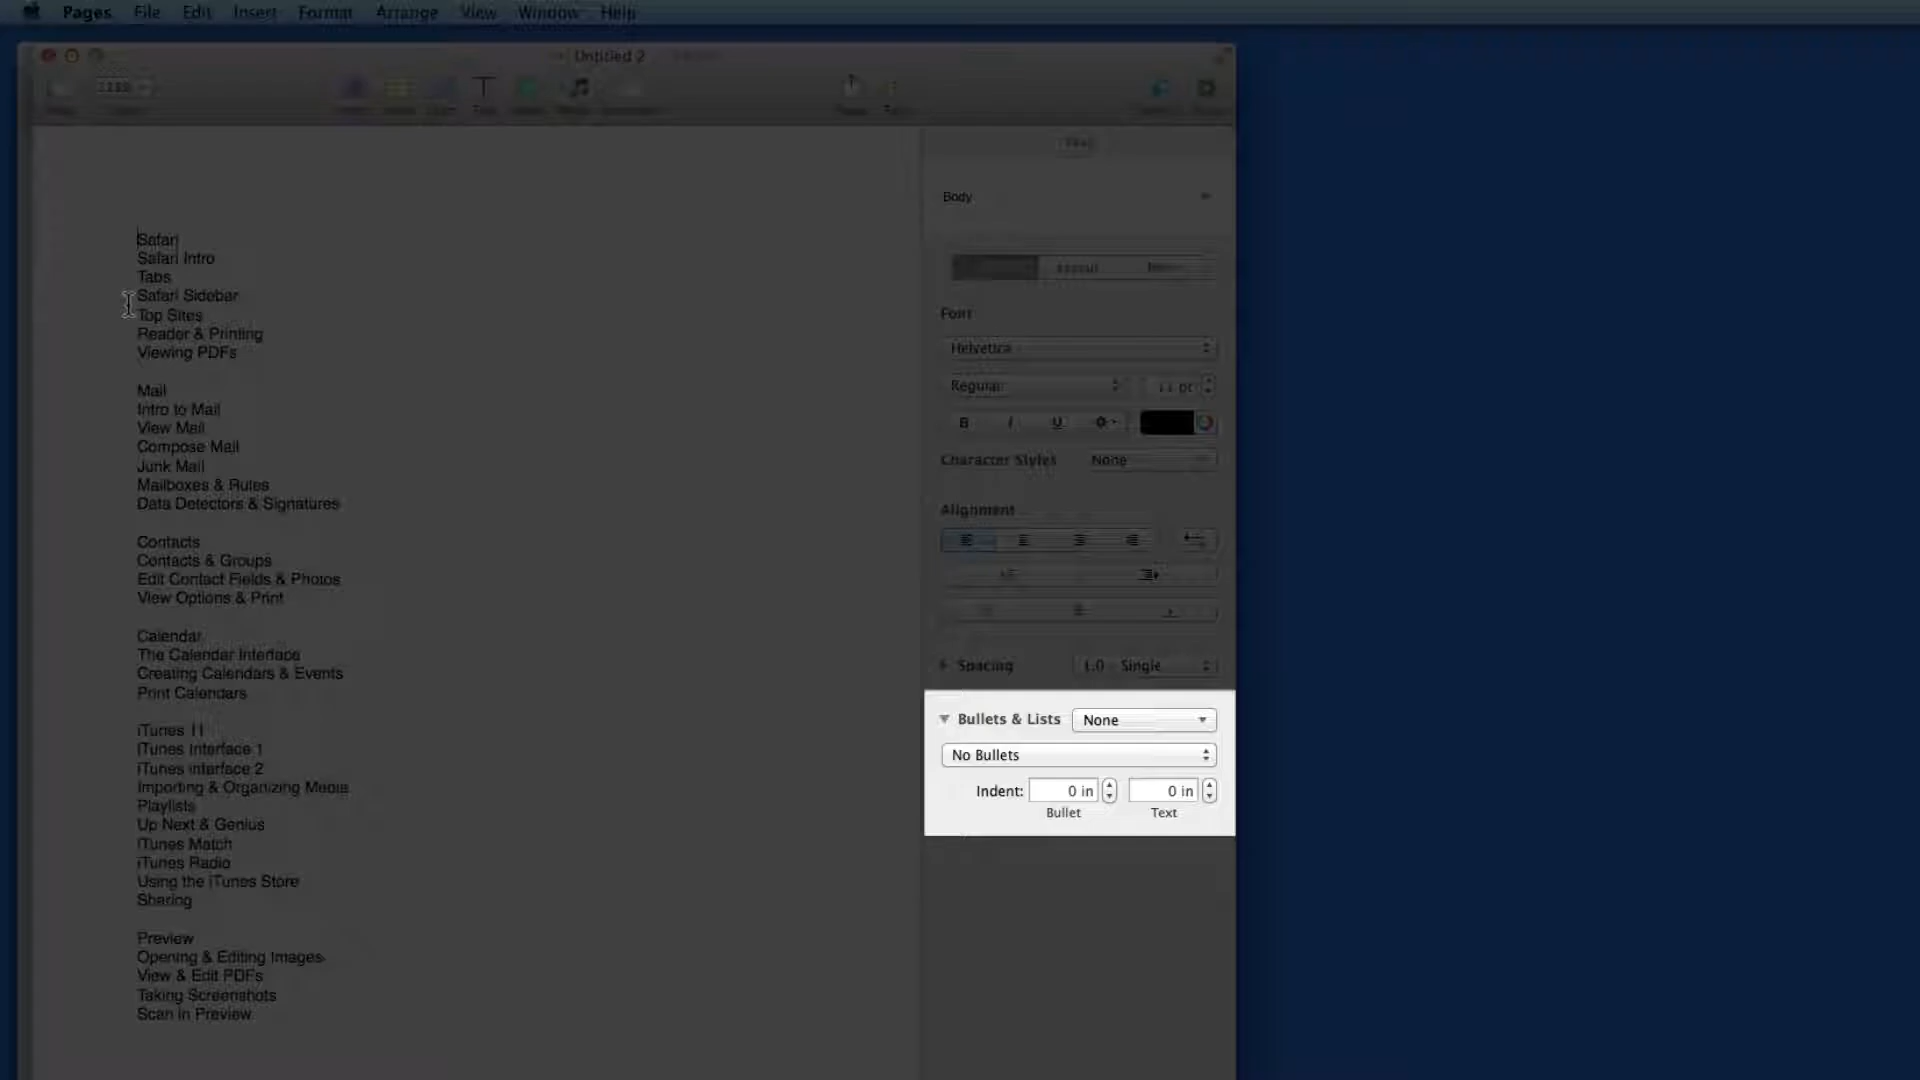 Pages File Edit Insert Format Arrange View Window Help
Untitled 2
Body
Safari
Safari Intro
Tabs
Safari Sidebar
Top Sites
Reader & Printing
Viewing PDFs
Mail
Intro to Mail
View Mail
Compose Mail
Junk Mail
Mailboxes & Rules
Data Detectors & Signatures
Contacts
Contacts & Groups
Edit Contact Fields & Photos
View Options & Print
Calendar
The Calendar Interface
Creating Calendars & Events
Print Calendars
iTunes 11
iTunes Interface 1
iTunes interface 2
Importing & Organizing Media
Playlists
Up Next & Genius
iTunes Match
iTunes Radio
Using the iTunes Store
Sharing
Preview
Opening & Editing Images
View & Edit PDFs
Taking Screenshots
Scan in Preview
Layout
Font
Helvetica
Regular 11 pt
B I U
Character Styles None
Alignment
Spacing 1.0 - Single
Bullets & Lists None
No Bullets
Indent: 0 in 0 in
Bullet Text